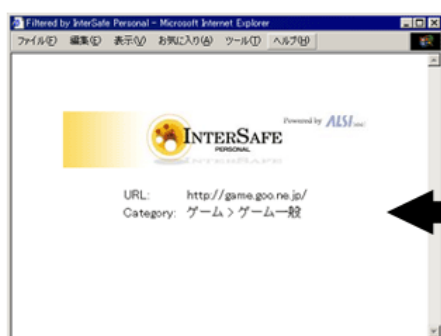 Filtered by InterSafe Personal - Microsoft Internet Explorer
ファイル(F) 編集(E) 表示(V) お気に入り(A) ツール(T) ヘルプ(H)
Powered by ALSI
INTERSAFE
PERSONAL
URL: http://game.goo.ne.jp/
Category: ゲーム > ゲーム一般